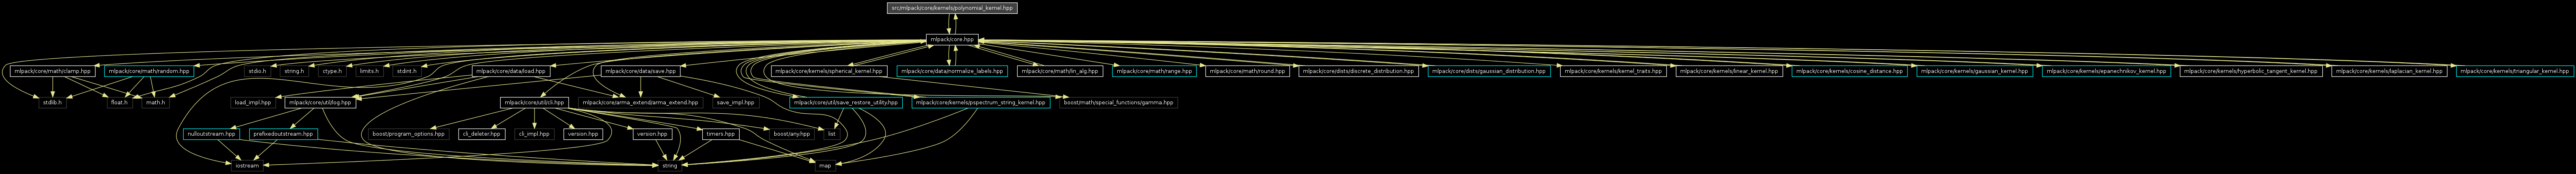 src/mlpack/core/kernels/polynomial_kernel.hpp
mlpack/core.hpp
mlpack/core/math/clamp.hpp
mlpack/core/math/random.hpp
stdio.h
string.h
ctype.h
limits.h
stdint.h
mlpack/core/data/load.hpp
mlpack/core/data/save.hpp
mlpack/core/kernels/spherical_kernel.hpp
mlpack/core/data/normalize_labels.hpp
mlpack/core/math/lin_alg.hpp
mlpack/core/math/range.hpp
mlpack/core/math/round.hpp
mlpack/core/dists/discrete_distribution.hpp
mlpack/core/dists/gaussian_distribution.hpp
mlpack/core/kernels/kernel_traits.hpp
mlpack/core/kernels/linear_kernel.hpp
mlpack/core/kernels/cosine_distance.hpp
mlpack/core/kernels/gaussian_kernel.hpp
mlpack/core/kernels/epanechnikov_kernel.hpp
mlpack/core/kernels/hyperbolic_tangent_kernel.hpp
mlpack/core/kernels/laplacian_kernel.hpp
mlpack/core/kernels/triangular_kernel.hpp
stdlib.h
float.h
math.h
load_impl.hpp
mlpack/core/util/log.hpp
mlpack/core/util/cli.hpp
mlpack/core/arma_extend/arma_extend.hpp
save_impl.hpp
mlpack/core/util/save_restore_utility.hpp
mlpack/core/kernels/pspectrum_string_kernel.hpp
boost/math/special_functions/gamma.hpp
nulloutstream.hpp
prefixedoutstream.hpp
boost/program_options.hpp
cli_deleter.hpp
cli_impl.hpp
version.hpp
version.hpp
timers.hpp
boost/any.hpp
list
iostream
string
map